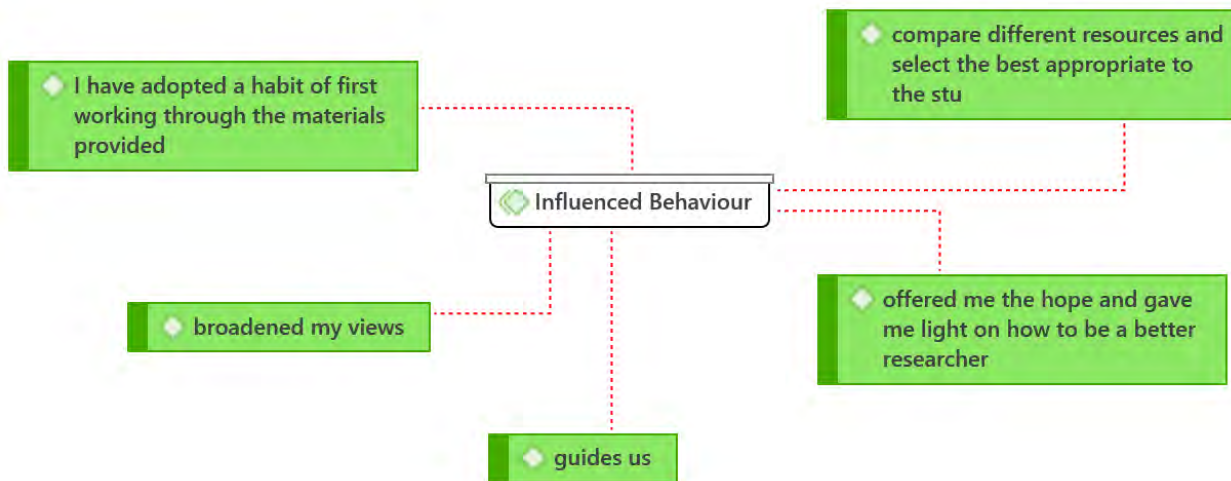 compare different resources and
select the best appropriate to
the stu
I have adopted a habit of first
working through the materials
provided
Influenced Behaviour
offered me the hope and gave
me light on how to be a better
researcher
broadened my views
guides us